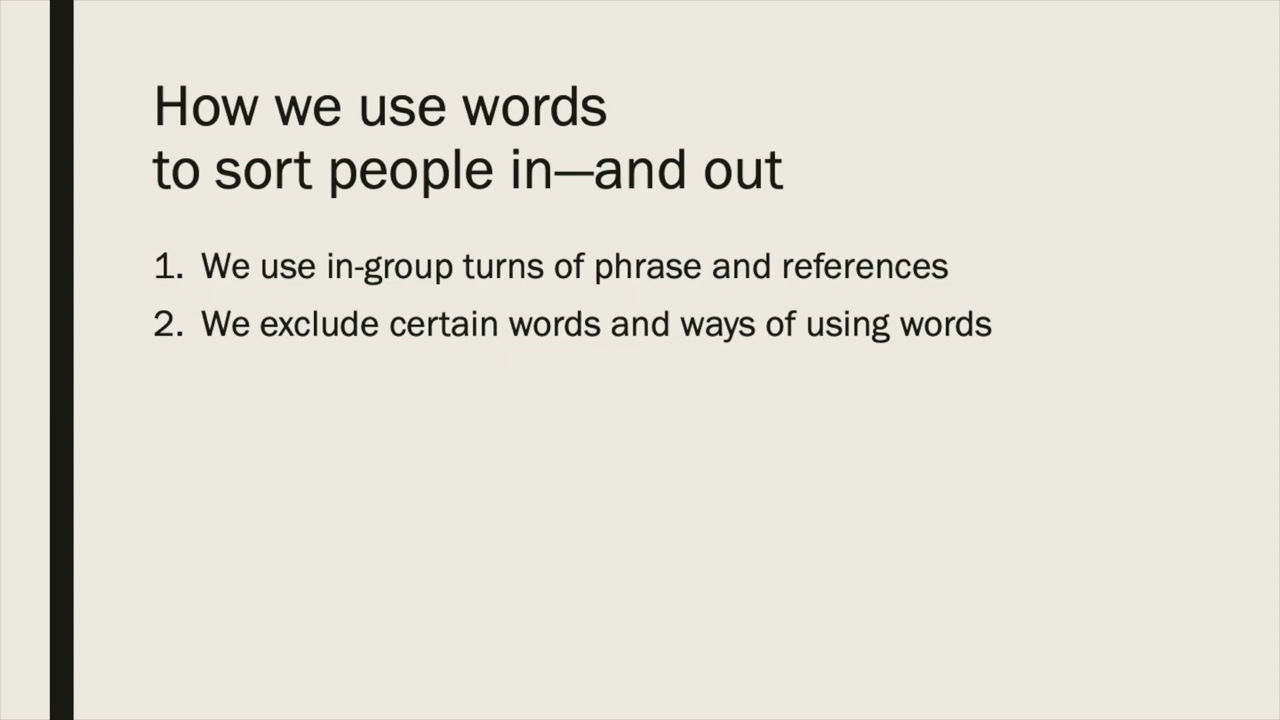 How we use words
to sort people in—and out
1. We use in-group turns of phrase and references
2. We exclude certain words and ways of using words